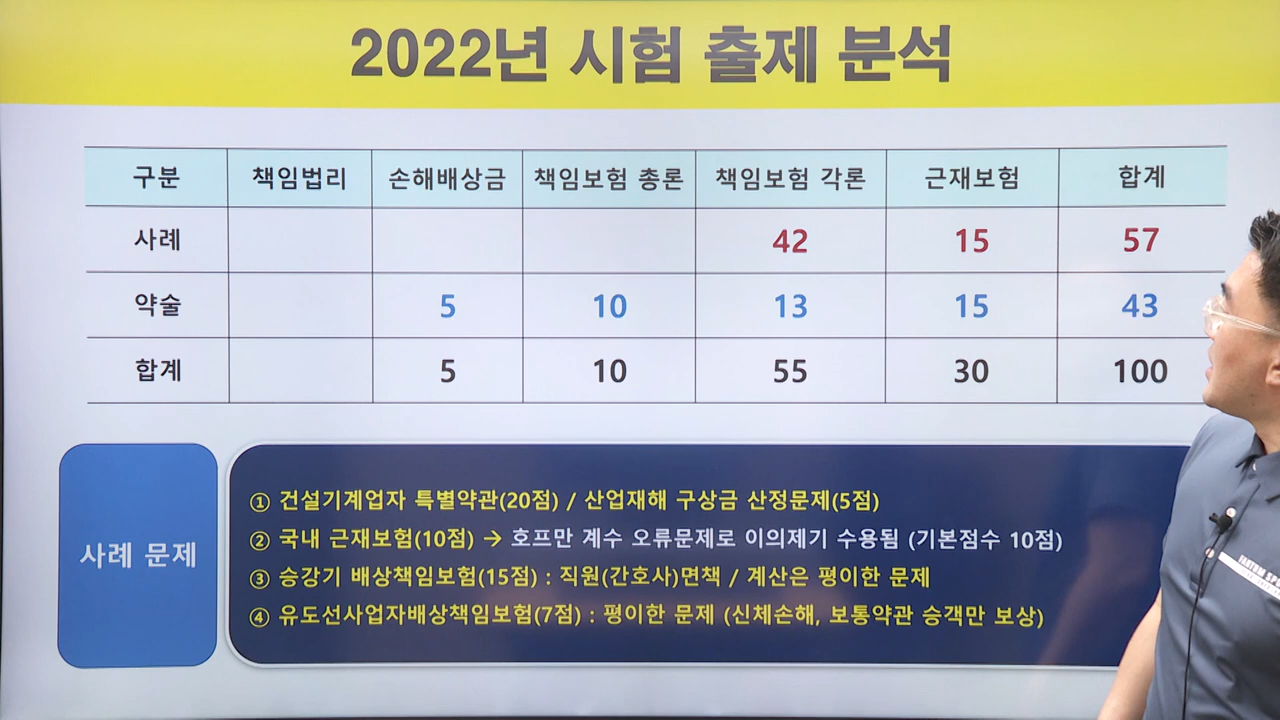 2022년 시험 출제 분석
구분 책임법리 손해배상금 책임보험 총론 책임보험 각론 근재보험 합계
사례 42 15 57
약술 5 10 13 15 43
합계 5 10 55 30 100
사례 문제
① 건설기계업자 특별약관(20점) / 산업재해 구상금 산정문제(5점)
② 국내 근재보험(10점) → 호프만 계수 오류문제로 이의제기 수용됨 (기본점수 10점)
③ 승강기 배상책임보험(15점) : 직원(간호사)면책 / 계산은 평이한 문제
④ 유도선사업자배상책임보험(7점) : 평이한 문제 (신체손해, 보통약관 승객만 보상)